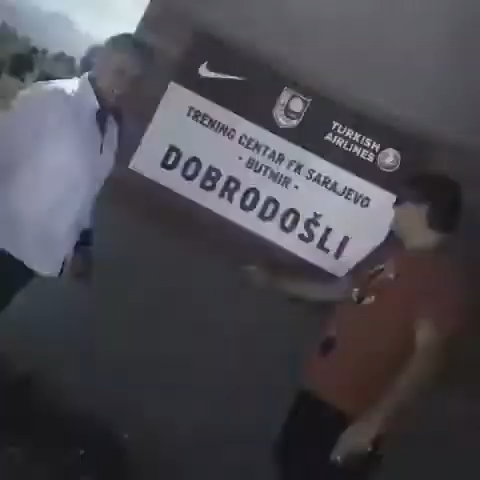 TURKISH
AIRLINES
TRENING CENTAR FK SARAJEVO
- BUTMIR -
DOBRODOŠLI